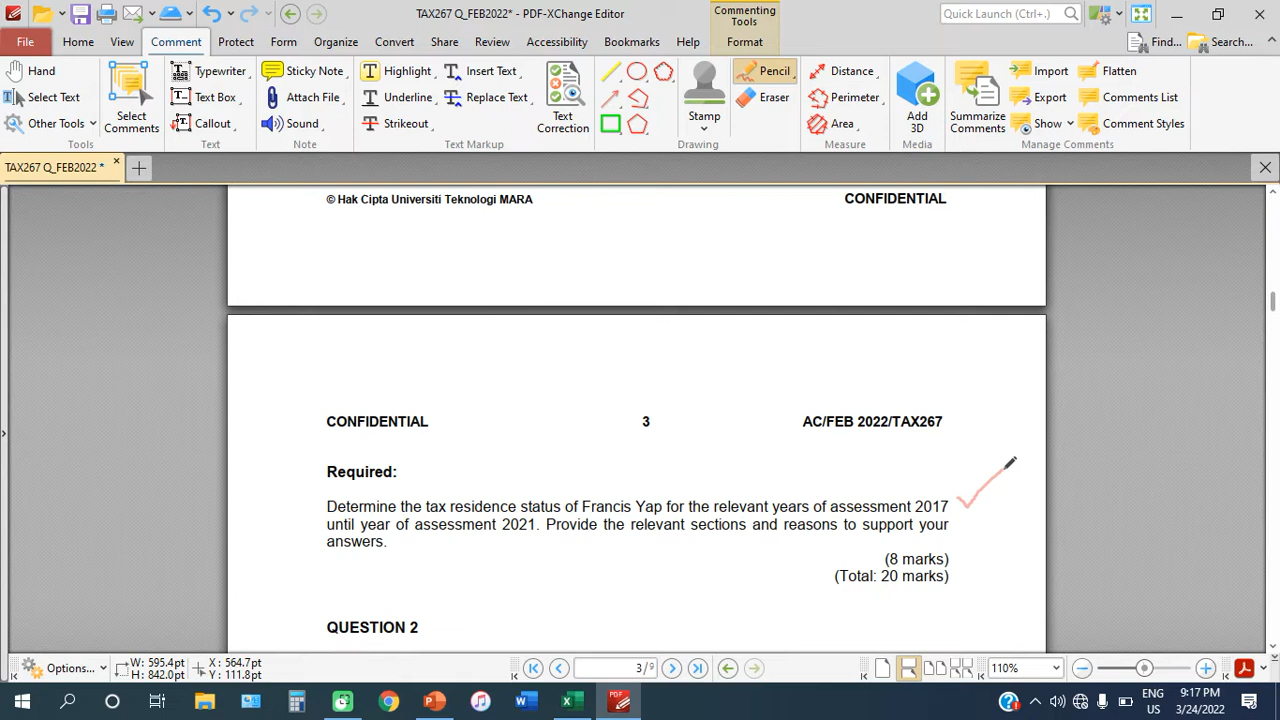 TAX267 Q_FEB2022* - PDF-XChange Editor
Commenting Tools
Quick Launch (Ctrl+.)
File
Home
View
Comment
Protect
Form
Organize
Convert
Share
Review
Accessibility
Bookmarks
Help
Format
Find...
Search...
Hand
Select Text
Other Tools
Select Comments
Tools
Typewriter
Text Box
Callout
Text
Sticky Note
Attach File
Sound
Note
Highlight
Underline
Strikeout
Insert Text
Replace Text
Text Correction
Text Markup
Stamp
Pencil
Eraser
Drawing
Distance
Perimeter
Area
Measure
Add 3D
Media
Summarize Comments
Import
Export
Show
Flatten
Comments List
Comment Styles
Manage Comments
TAX267 Q_FEB2022 *
© Hak Cipta Universiti Teknologi MARA CONFIDENTIAL
CONFIDENTIAL 3 AC/FEB 2022/TAX267
Required:
Determine the tax residence status of Francis Yap for the relevant years of assessment 2017
until year of assessment 2021. Provide the relevant sections and reasons to support your
answers.
(8 marks)
(Total: 20 marks)
QUESTION 2
Options...
W: 595.4pt
H: 842.0pt
X: 564.7pt
Y: 111.8pt
3/9
110%
ENG
US
9:17 PM
3/24/2022